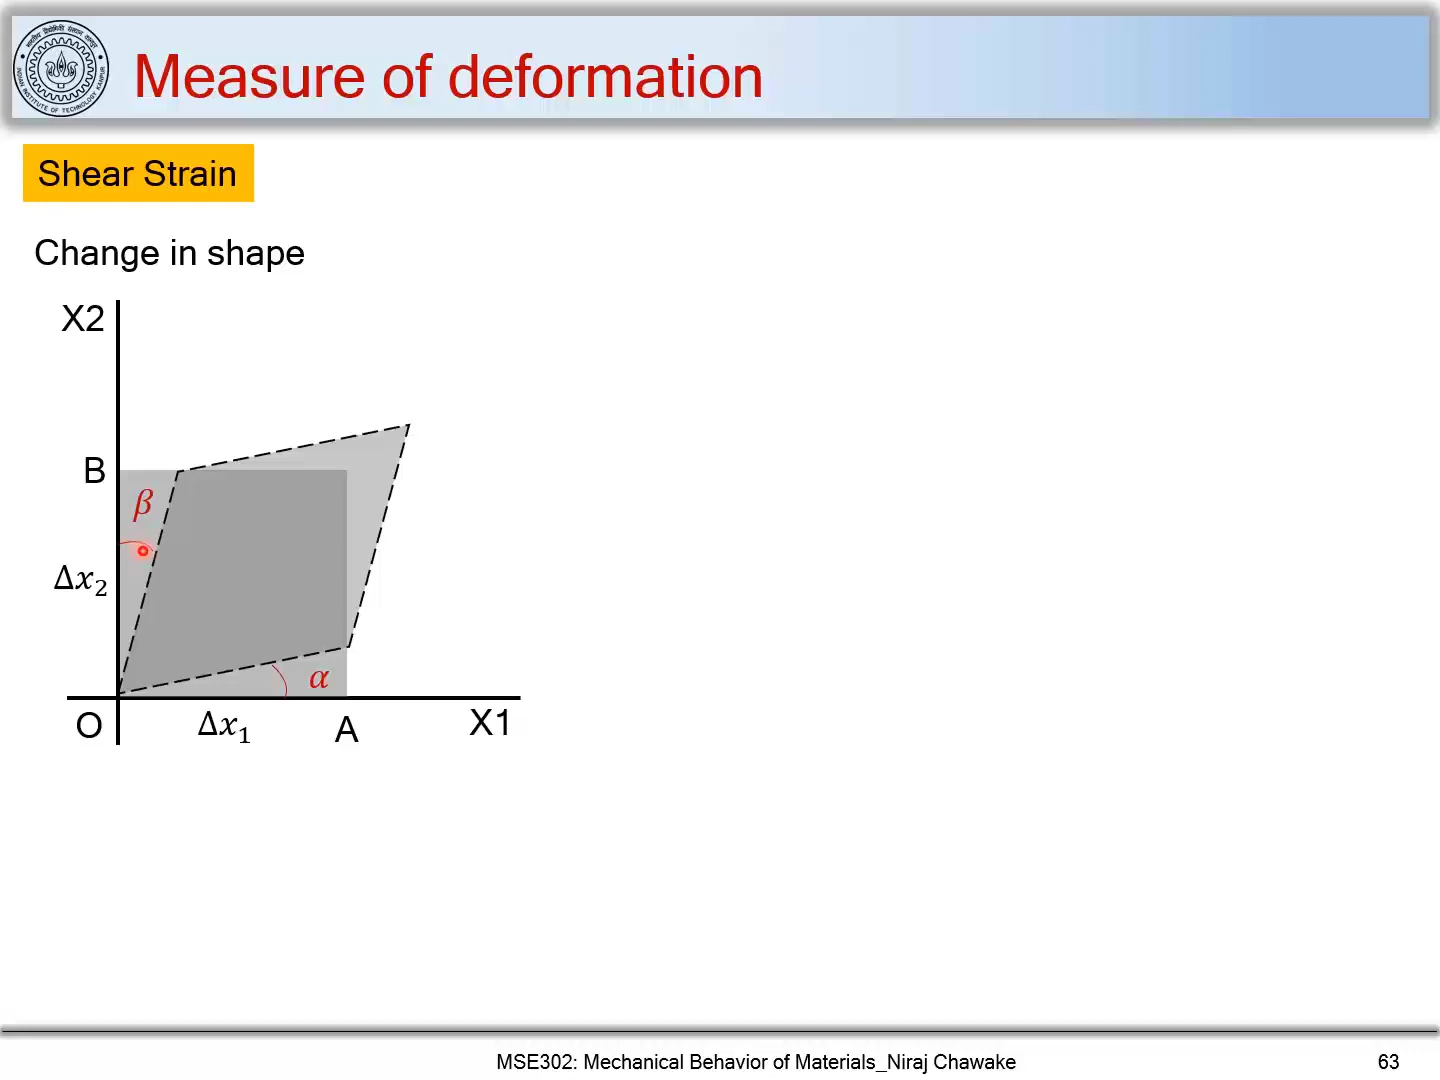 Measure of deformation
Shear Strain
Change in shape
X2
B
β
Δx₂
α
O
Δx₁
A
X1
MSE302: Mechanical Behavior of Materials_Niraj Chawake
63